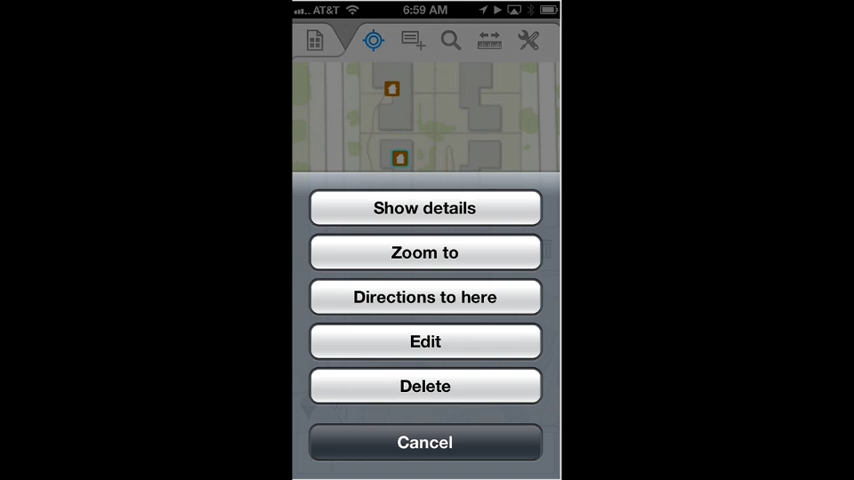 AT&T 6:59 AM
Show details
Zoom to
Directions to here
Edit
Delete
Cancel